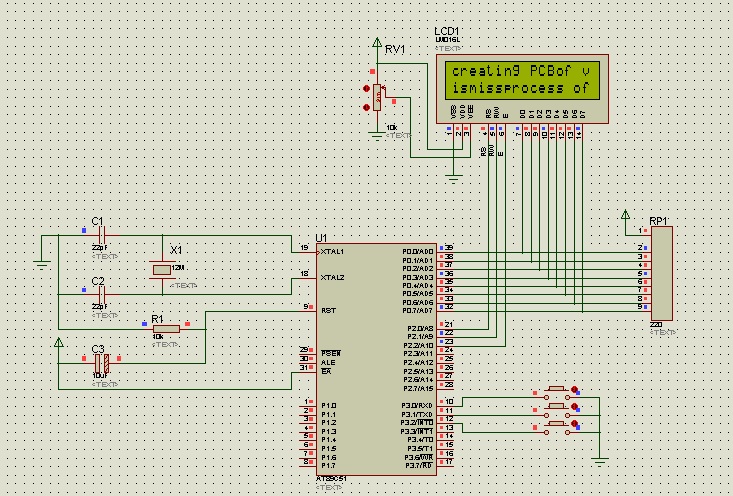 LCD1
LM016L
<TEXT>
RV1
creating PCBof v
ismissprocess of
VSS VDD VEE RS RW E D0 D1 D2 D3 D4 D5 D6 D7
1 2 3 4 5 6 7 8 9 10 11 12 13 14
RS RW E
10k
<TEXT>
C1
22pF
<TEXT>
X1
12M
<TEXT>
C2
22pF
<TEXT>
R1
10k
<TEXT>
C3
10uF
<TEXT>
U1
19 XTAL1
18 XTAL2
9 RST
29 PSEN
30 ALE
31 EA
1 P1.0
2 P1.1
3 P1.2
4 P1.3
5 P1.4
6 P1.5
7 P1.6
8 P1.7
P0.0/AD0 39
P0.1/AD1 38
P0.2/AD2 37
P0.3/AD3 36
P0.4/AD4 35
P0.5/AD5 34
P0.6/AD6 33
P0.7/AD7 32
P2.0/A8 21
P2.1/A9 22
P2.2/A10 23
P2.3/A11 24
P2.4/A12 25
P2.5/A13 26
P2.6/A14 27
P2.7/A15 28
P3.0/RXD 10
P3.1/TXD 11
P3.2/INT0 12
P3.3/INT1 13
P3.4/T0 14
P3.5/T1 15
P3.6/WR 16
P3.7/RD 17
AT89C51
<TEXT>
RP1
1
2
3
4
5
6
7
8
9
220
<TEXT>